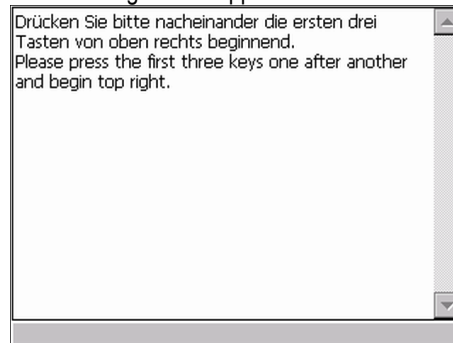 Drücken Sie bitte nacheinander die ersten drei
Tasten von oben rechts beginnend.
Please press the first three keys one after another
and begin top right.